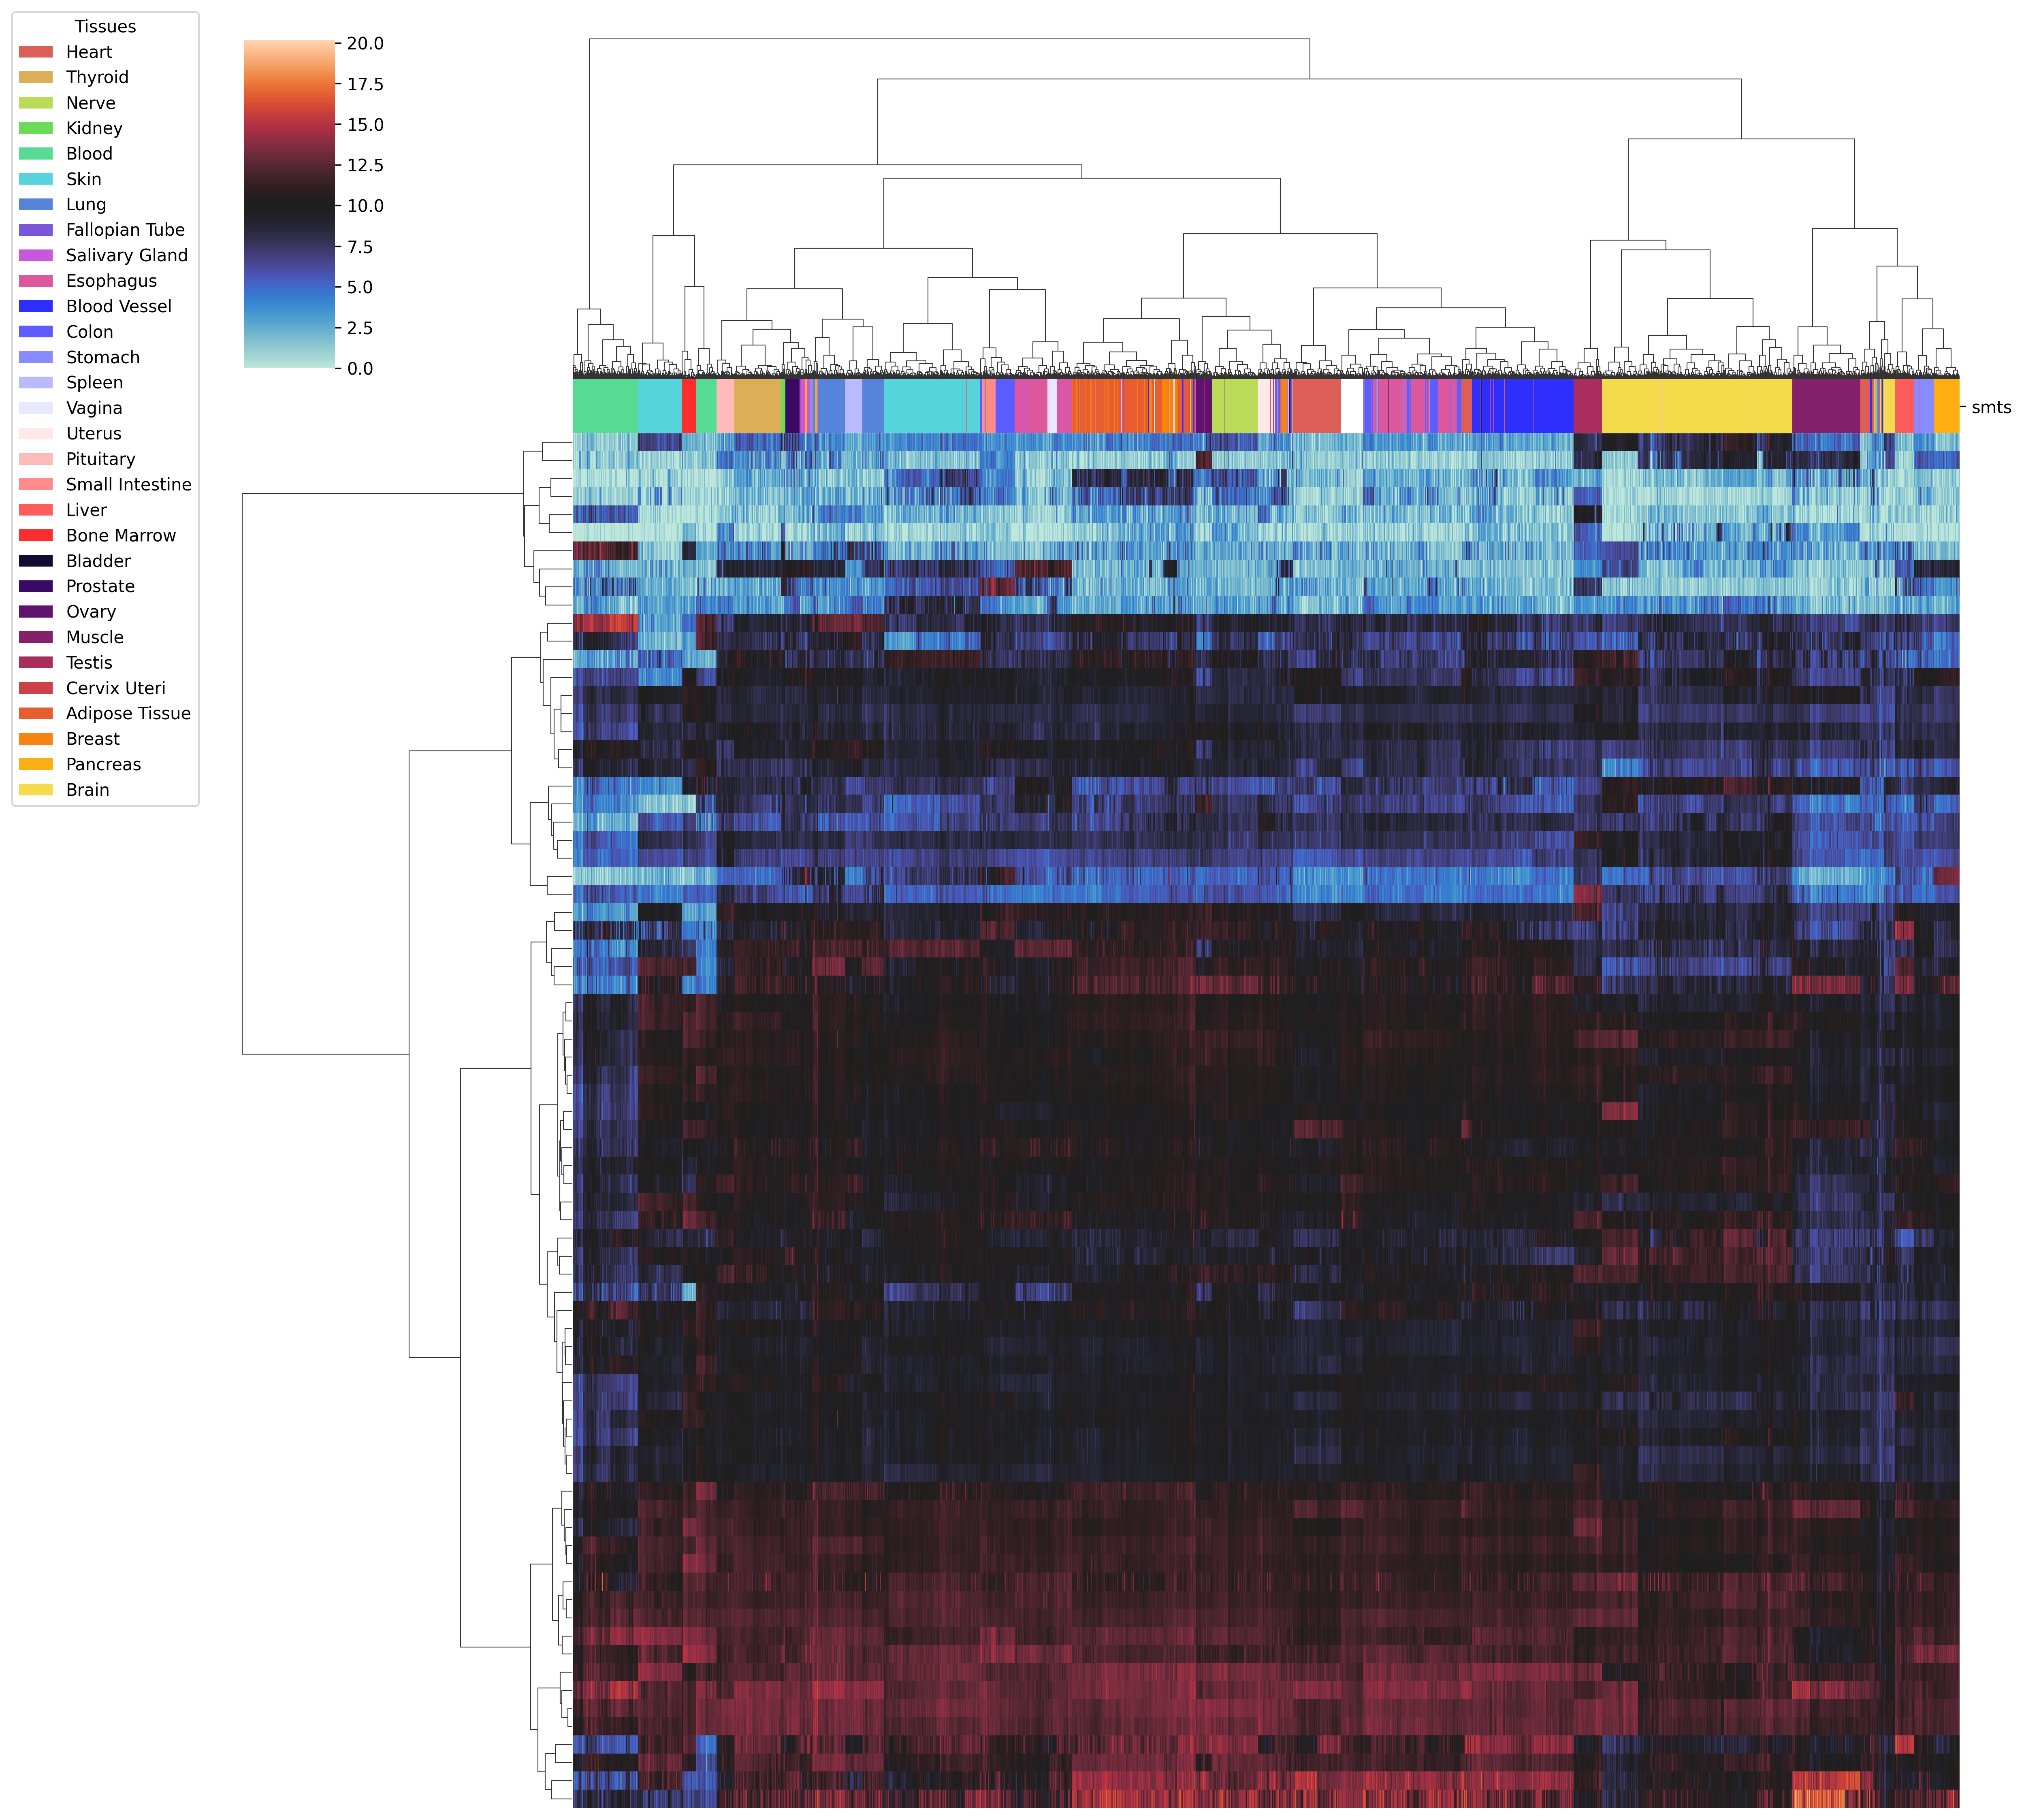 Tissues
Heart
Thyroid
Nerve
Kidney
Blood
Skin
Lung
Fallopian Tube
Salivary Gland
Esophagus
Blood Vessel
Colon
Stomach
Spleen
Vagina
Uterus
Pituitary
Small Intestine
Liver
Bone Marrow
Bladder
Prostate
Ovary
Muscle
Testis
Cervix Uteri
Adipose Tissue
Breast
Pancreas
Brain
20.0
17.5
15.0
12.5
10.0
7.5
5.0
2.5
0.0
smts